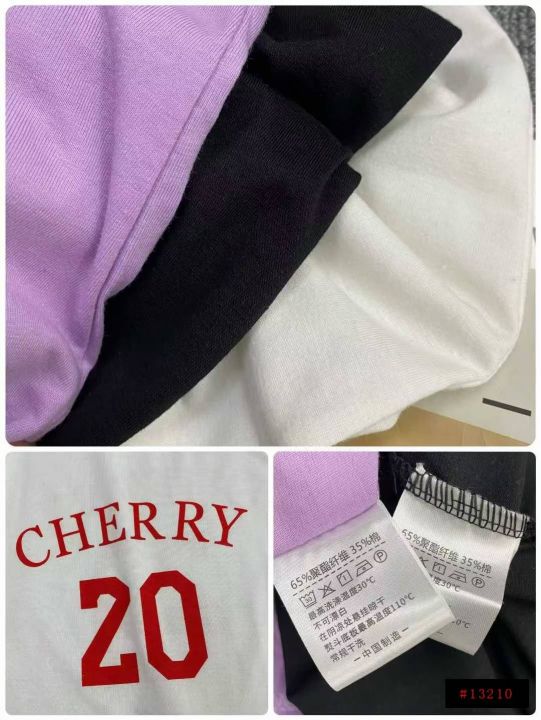 CHERRY
20
65%聚酯纤维 35%棉
最高洗涤温度30℃
不可漂白
在阴凉处悬挂晾干
熨斗底板最高温度110℃
常规干洗
—中国制造—
65%聚酯纤维 35%棉
#13210